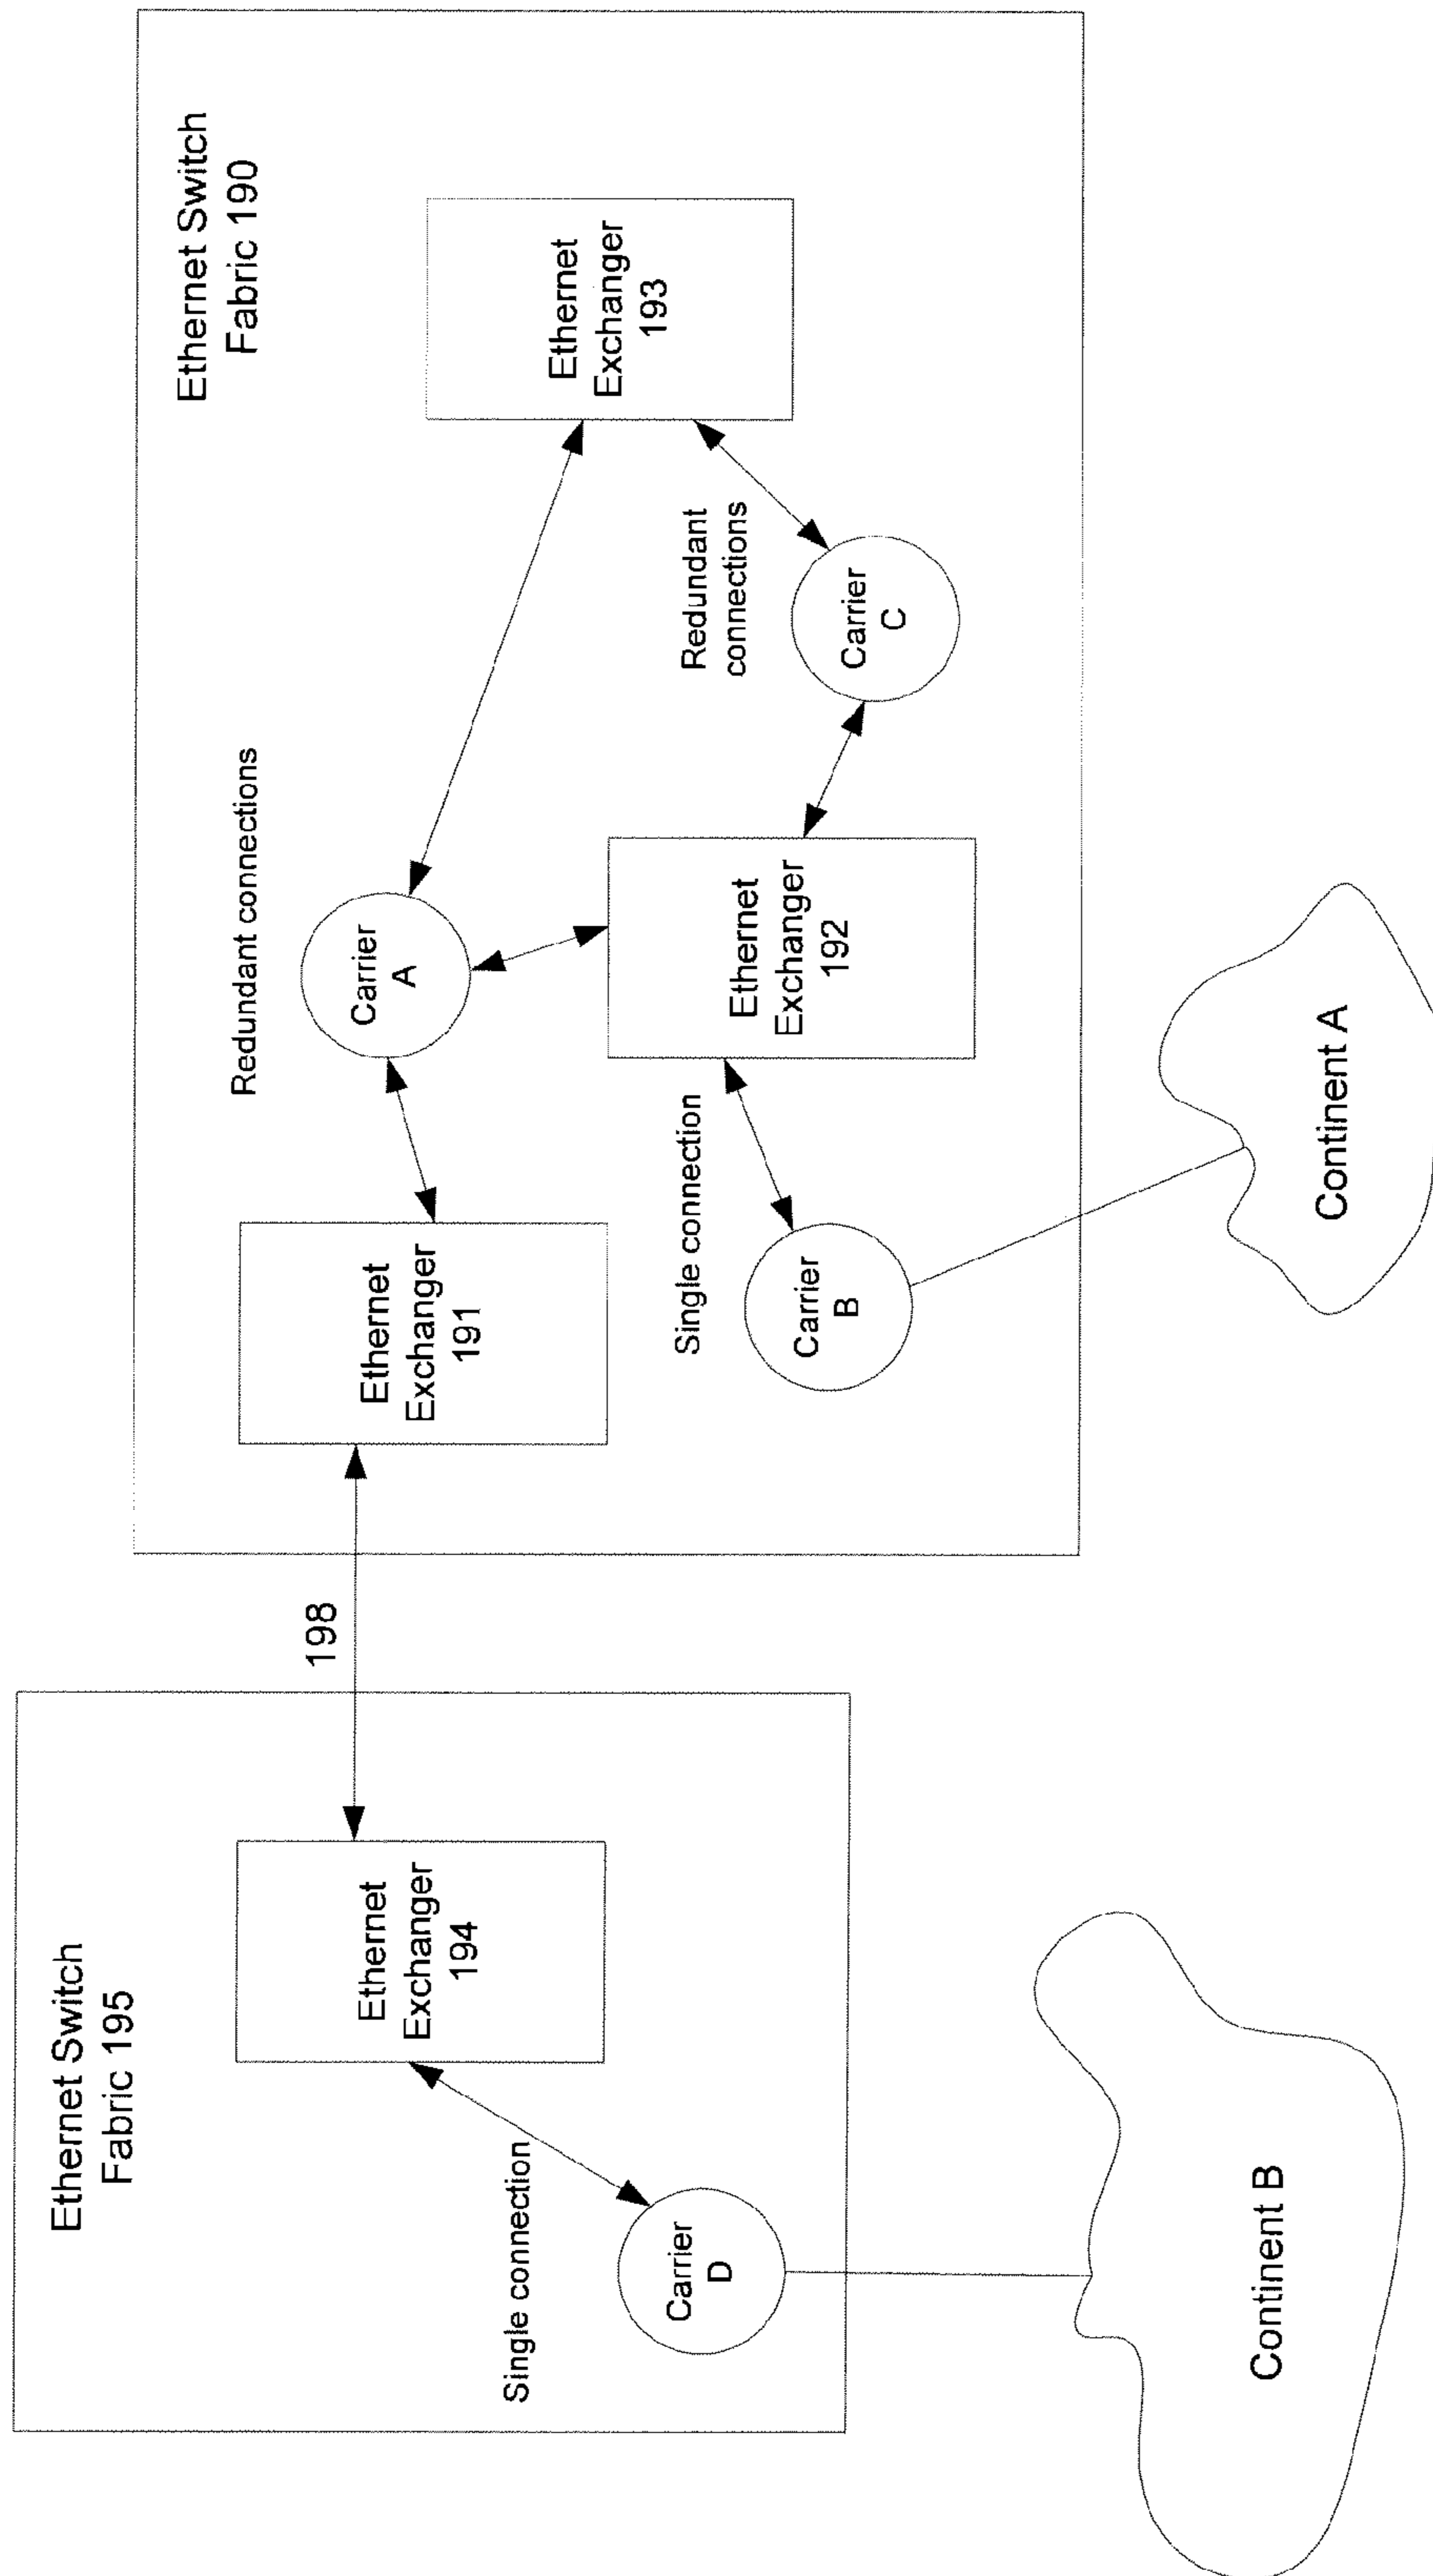 Ethernet Switch
Fabric 195
Ethernet
Exchanger
194
Single connection
Carrier
D
Continent B
198
Ethernet Switch
Fabric 190
Ethernet
Exchanger
191
Redundant connections
Carrier
A
Single connection
Carrier
B
Ethernet
Exchanger
192
Redundant
connections
Carrier
C
Ethernet
Exchanger
193
Continent A